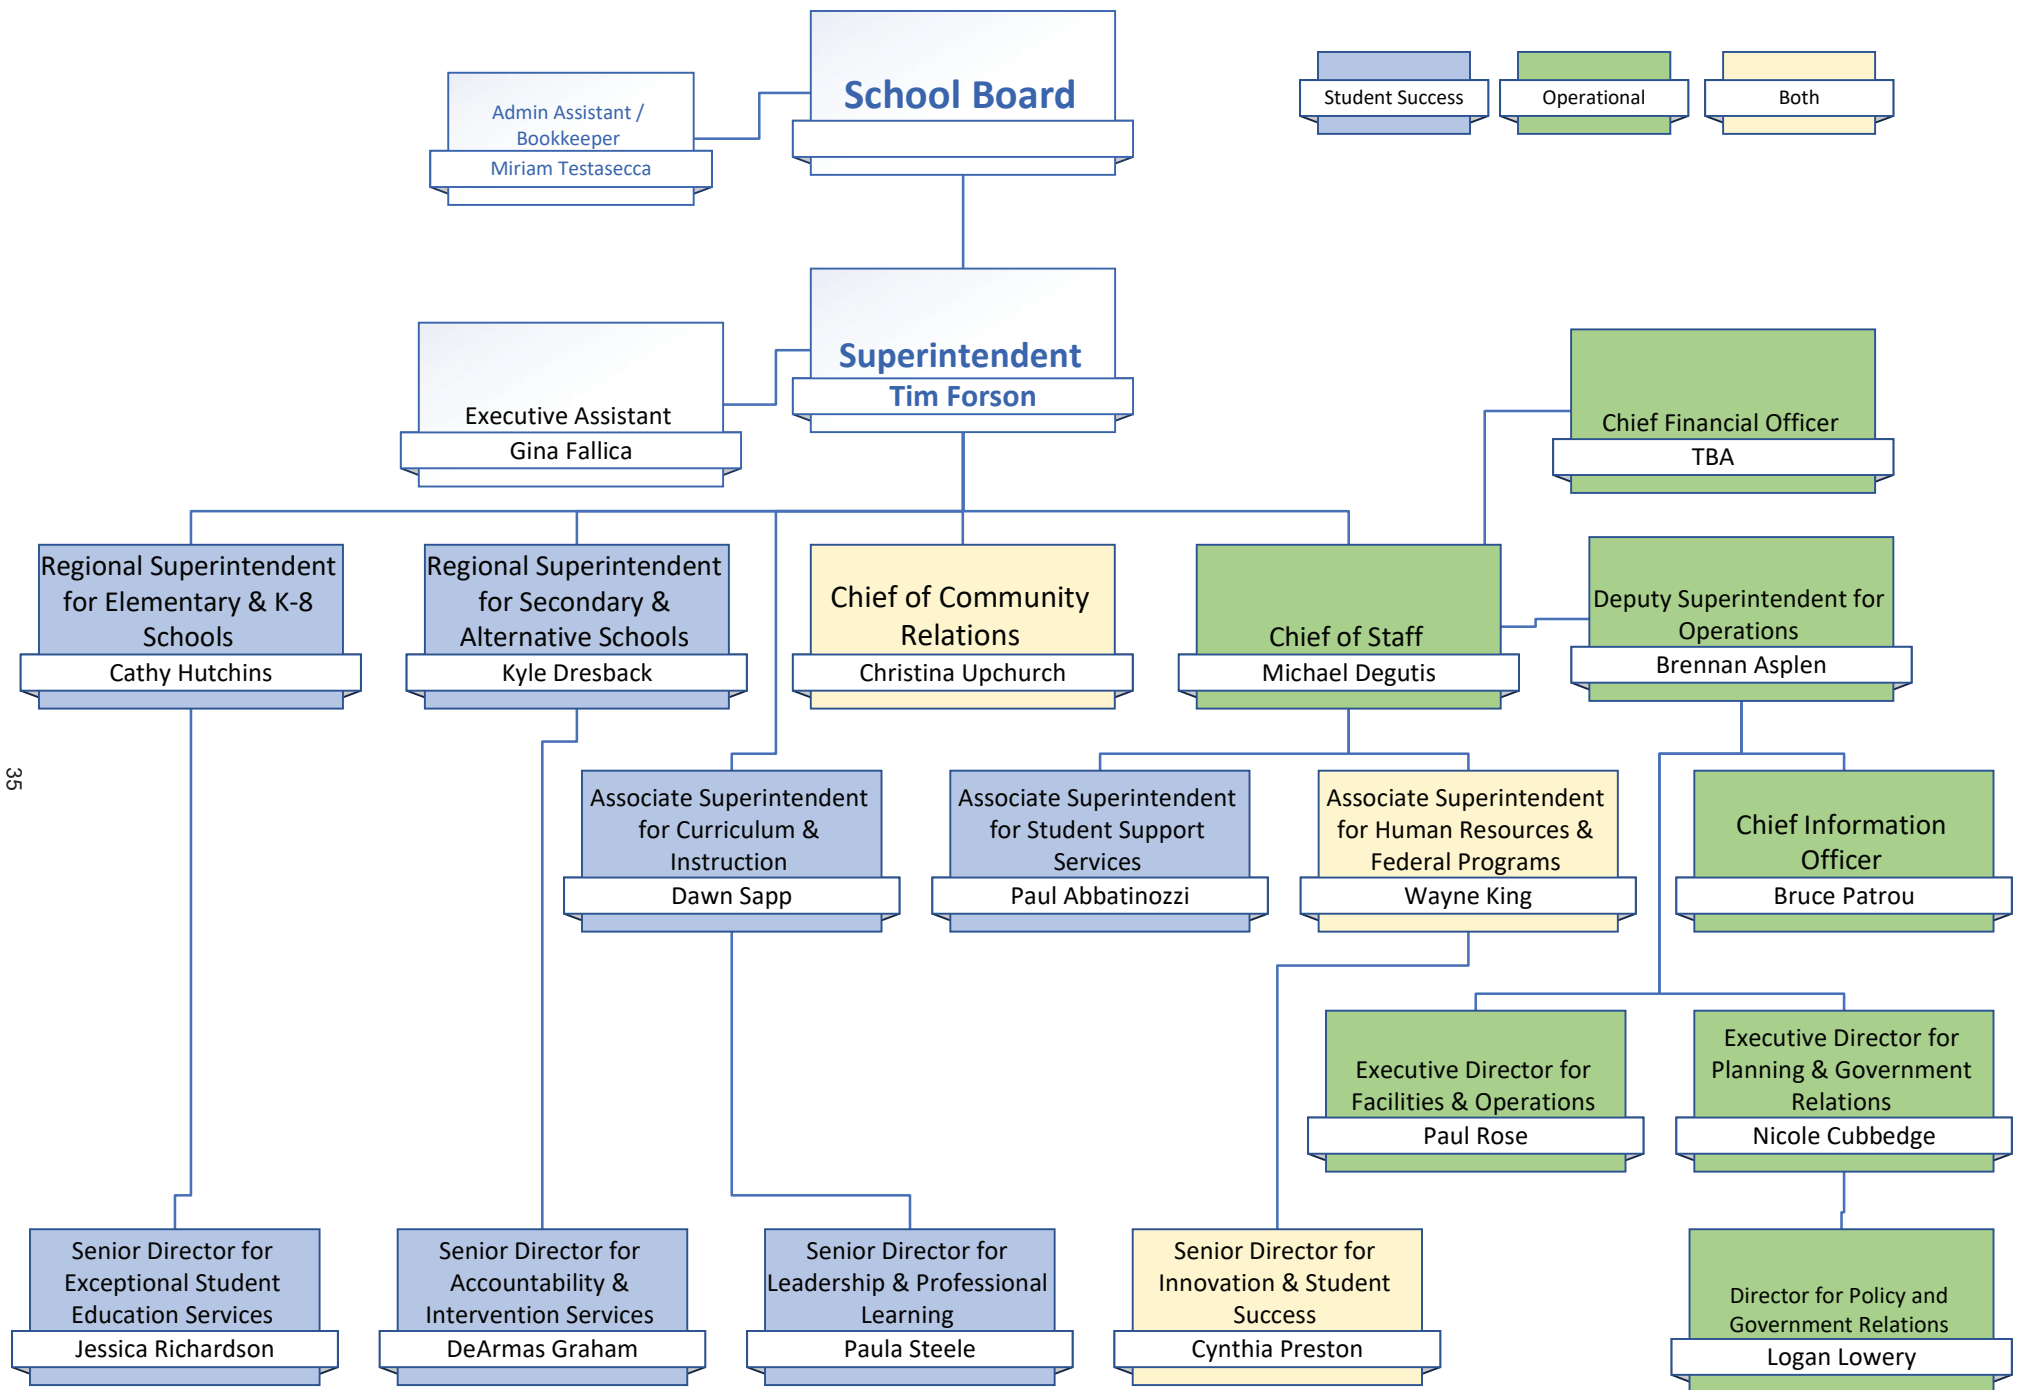 School Board
Admin Assistant /
Bookkeeper
Miriam Testasecca
Student Success
Operational
Both
Superintendent
Tim Forson
Executive Assistant
Gina Fallica
Chief Financial Officer
TBA
Regional Superintendent
for Elementary & K-8
Schools
Cathy Hutchins
Regional Superintendent
for Secondary &
Alternative Schools
Kyle Dresback
Chief of Community
Relations
Christina Upchurch
Chief of Staff
Michael Degutis
Deputy Superintendent for
Operations
Brennan Asplen
35
Associate Superintendent
for Curriculum &
Instruction
Dawn Sapp
Associate Superintendent
for Student Support
Services
Paul Abbatinozzi
Associate Superintendent
for Human Resources &
Federal Programs
Wayne King
Chief Information
Officer
Bruce Patrou
Executive Director for
Facilities & Operations
Paul Rose
Executive Director for
Planning & Government
Relations
Nicole Cubbedge
Senior Director for
Exceptional Student
Education Services
Jessica Richardson
Senior Director for
Accountability &
Intervention Services
DeArmas Graham
Senior Director for
Leadership & Professional
Learning
Paula Steele
Senior Director for
Innovation & Student
Success
Cynthia Preston
Director for Policy and
Government Relations
Logan Lowery